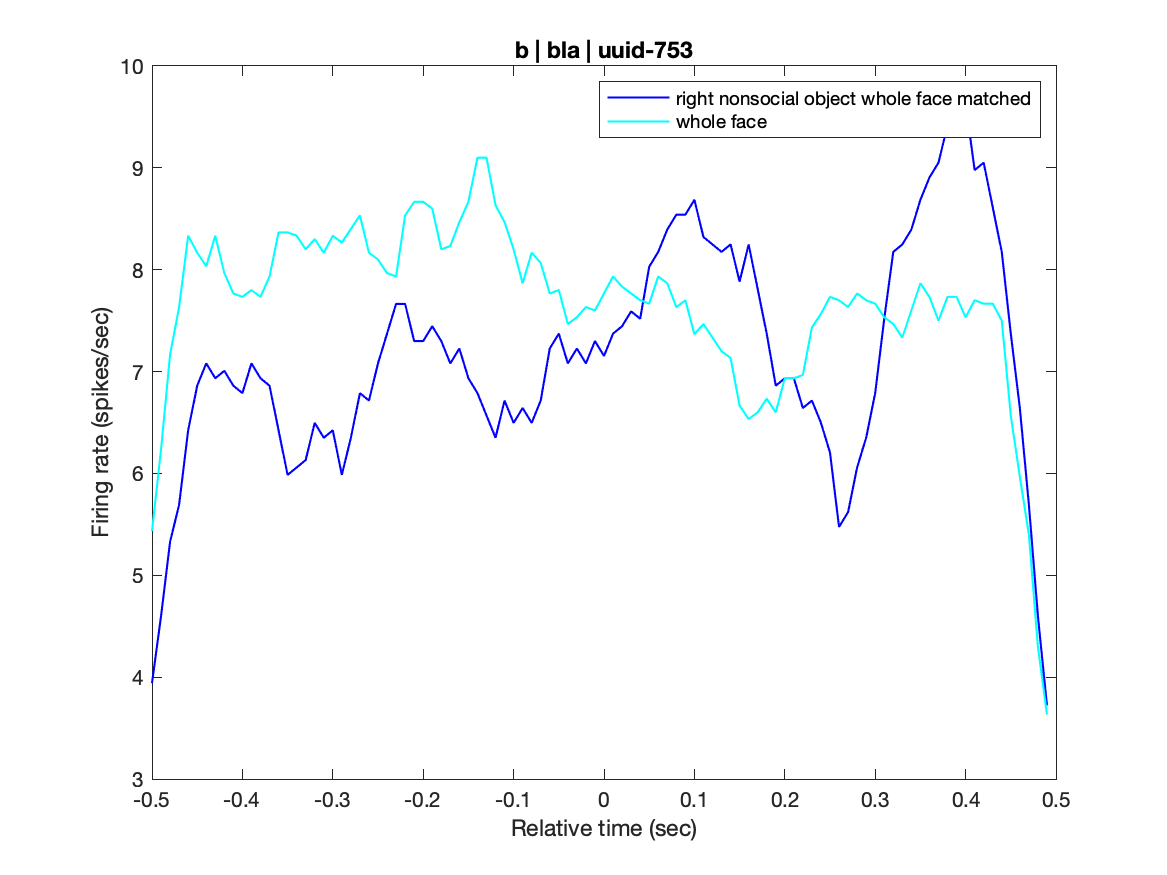 b | bla | uuid-753
right nonsocial object whole face matched
whole face
10
9
8
7
6
5
4
3
Firing rate (spikes/sec)
-0.5 -0.4 -0.3 -0.2 -0.1 0 0.1 0.2 0.3 0.4 0.5
Relative time (sec)